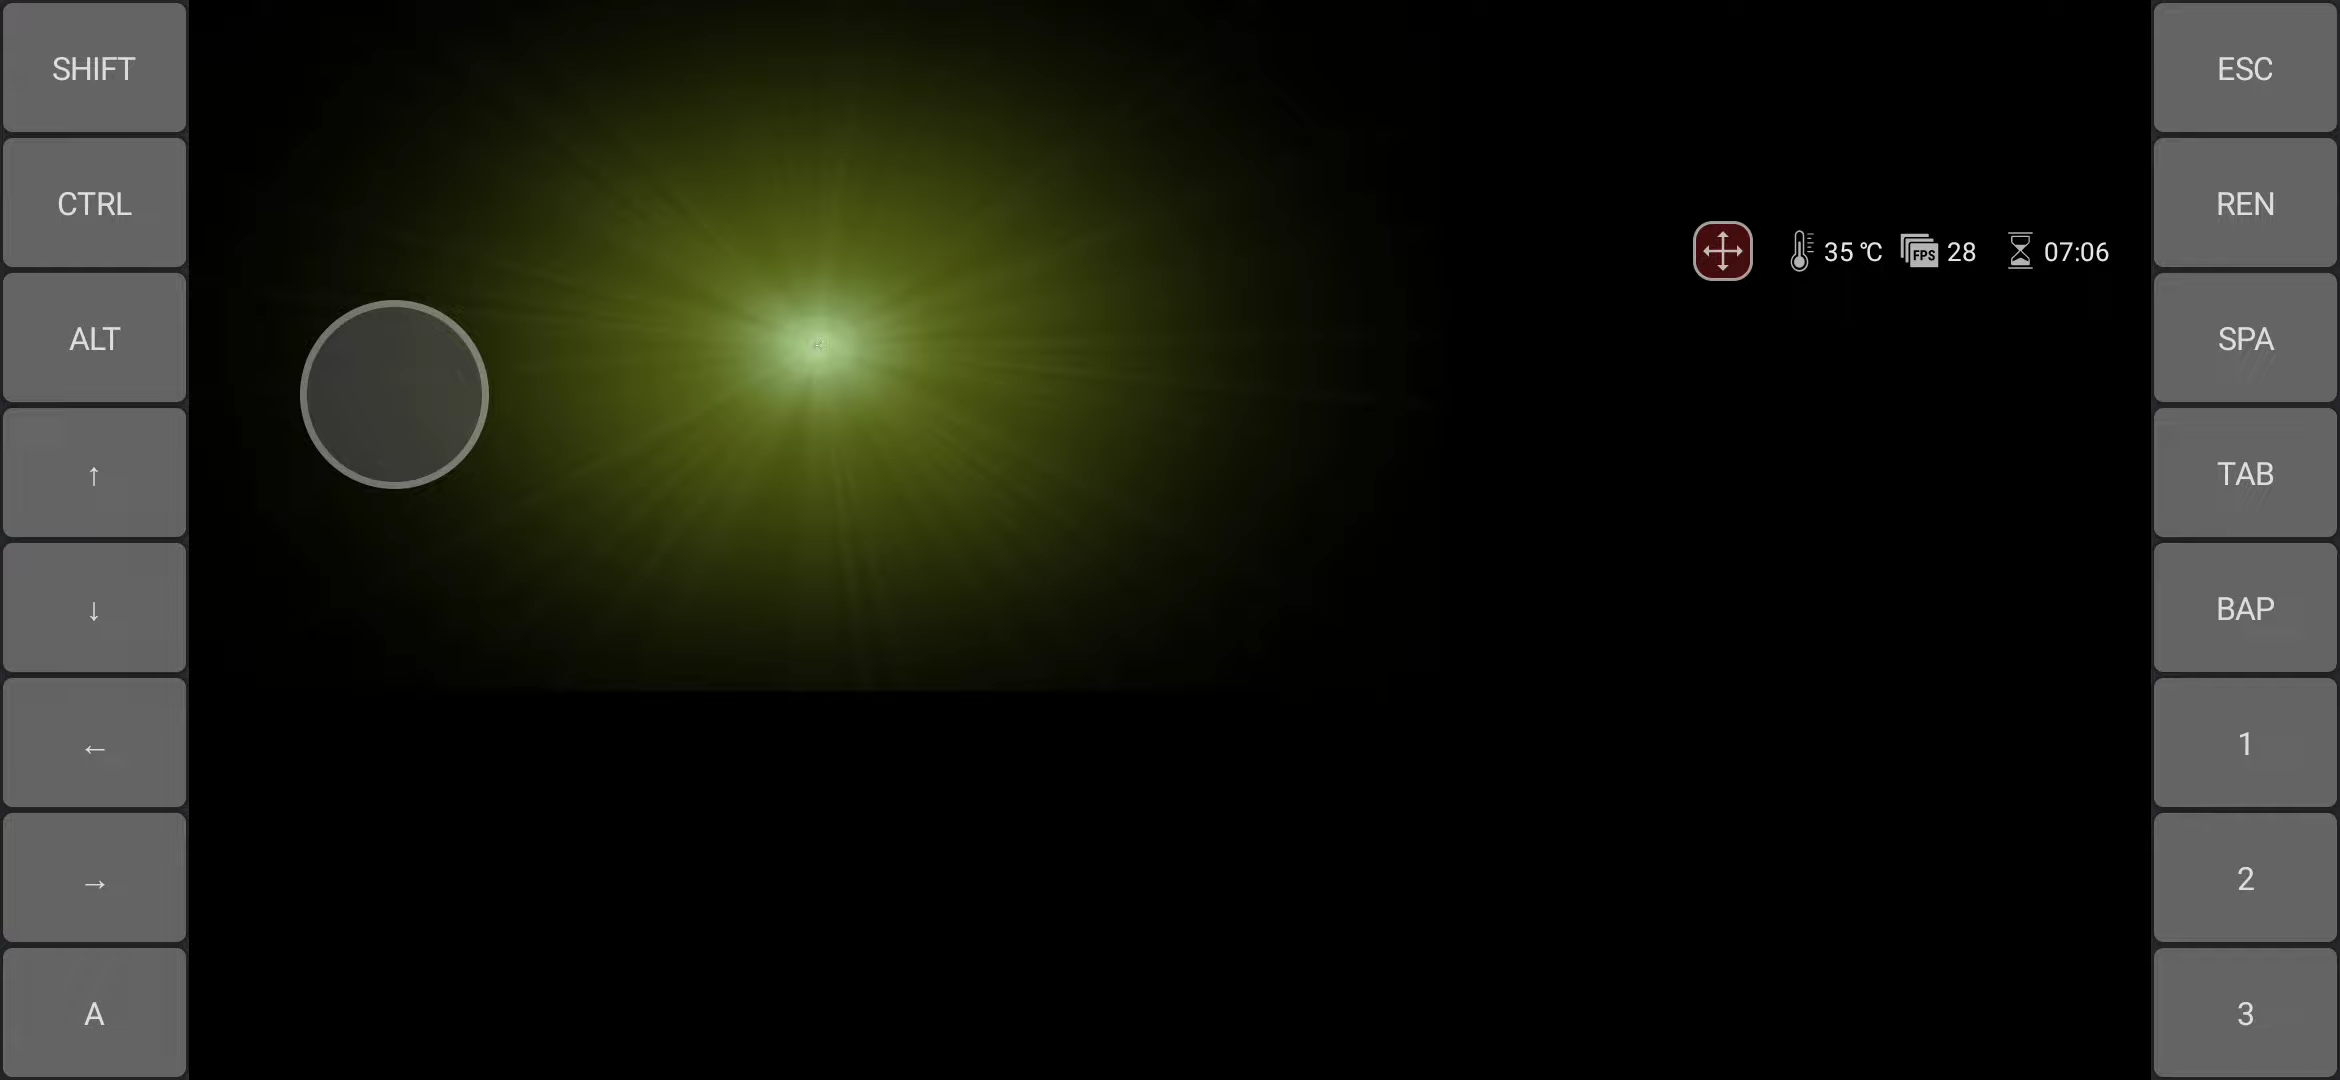 SHIFT
ESC
CTRL
REN
35 ℃ FPS 28 07:06
ALT
SPA
↑
TAB
↓
BAP
←
1
→
2
A
3